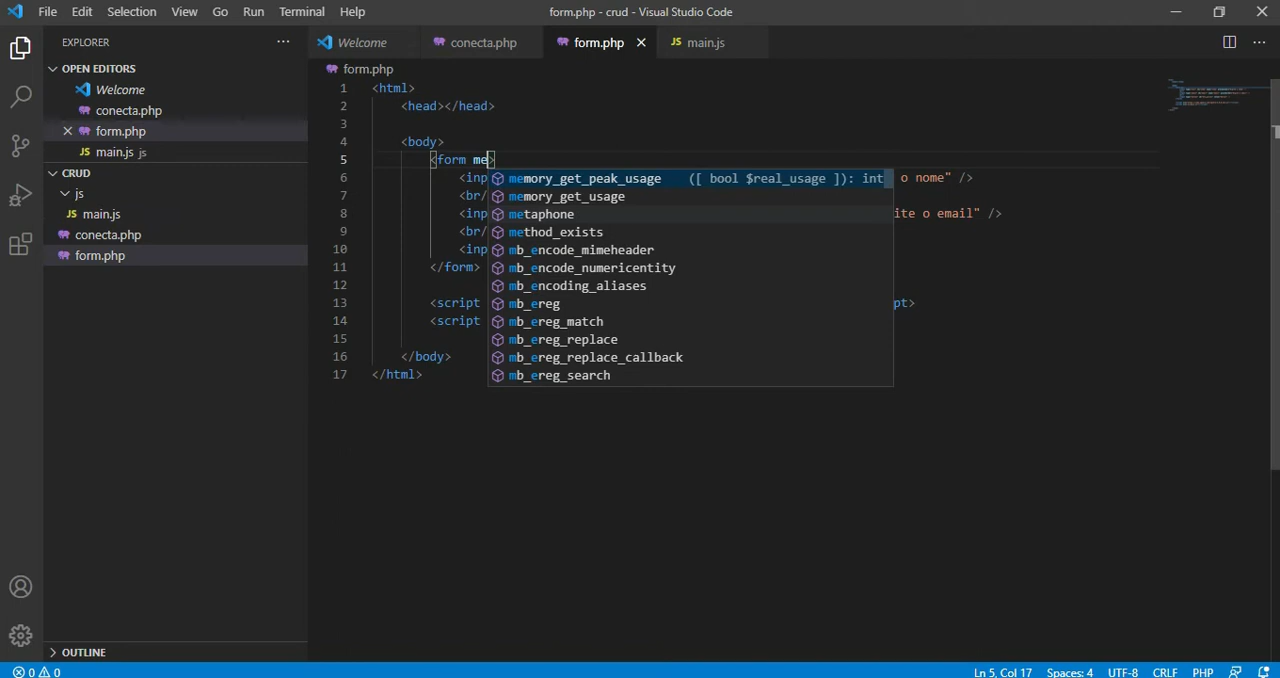 File Edit Selection View Go Run Terminal Help form.php - crud - Visual Studio Code
EXPLORER
Welcome conecta.php form.php JS main.js
OPEN EDITORS
Welcome
conecta.php
form.php
JS main.js js
CRUD
js
JS main.js
conecta.php
form.php
OUTLINE
form.php
1 <html>
2 <head></head>
3
4 <body>
5 <form me>
6 <inp o nome" />
7 <br/
8 <inp ite o email" />
9 <br/
10 <inp
11 </form>
12
13 <script pt>
14 <script
15
16 </body>
17 </html>
memory_get_peak_usage ([ bool $real_usage ]): int
memory_get_usage
metaphone
method_exists
mb_encode_mimeheader
mb_encode_numericentity
mb_encoding_aliases
mb_ereg
mb_ereg_match
mb_ereg_replace
mb_ereg_replace_callback
mb_ereg_search
0 0 Ln 5, Col 17 Spaces: 4 UTF-8 CRLF PHP